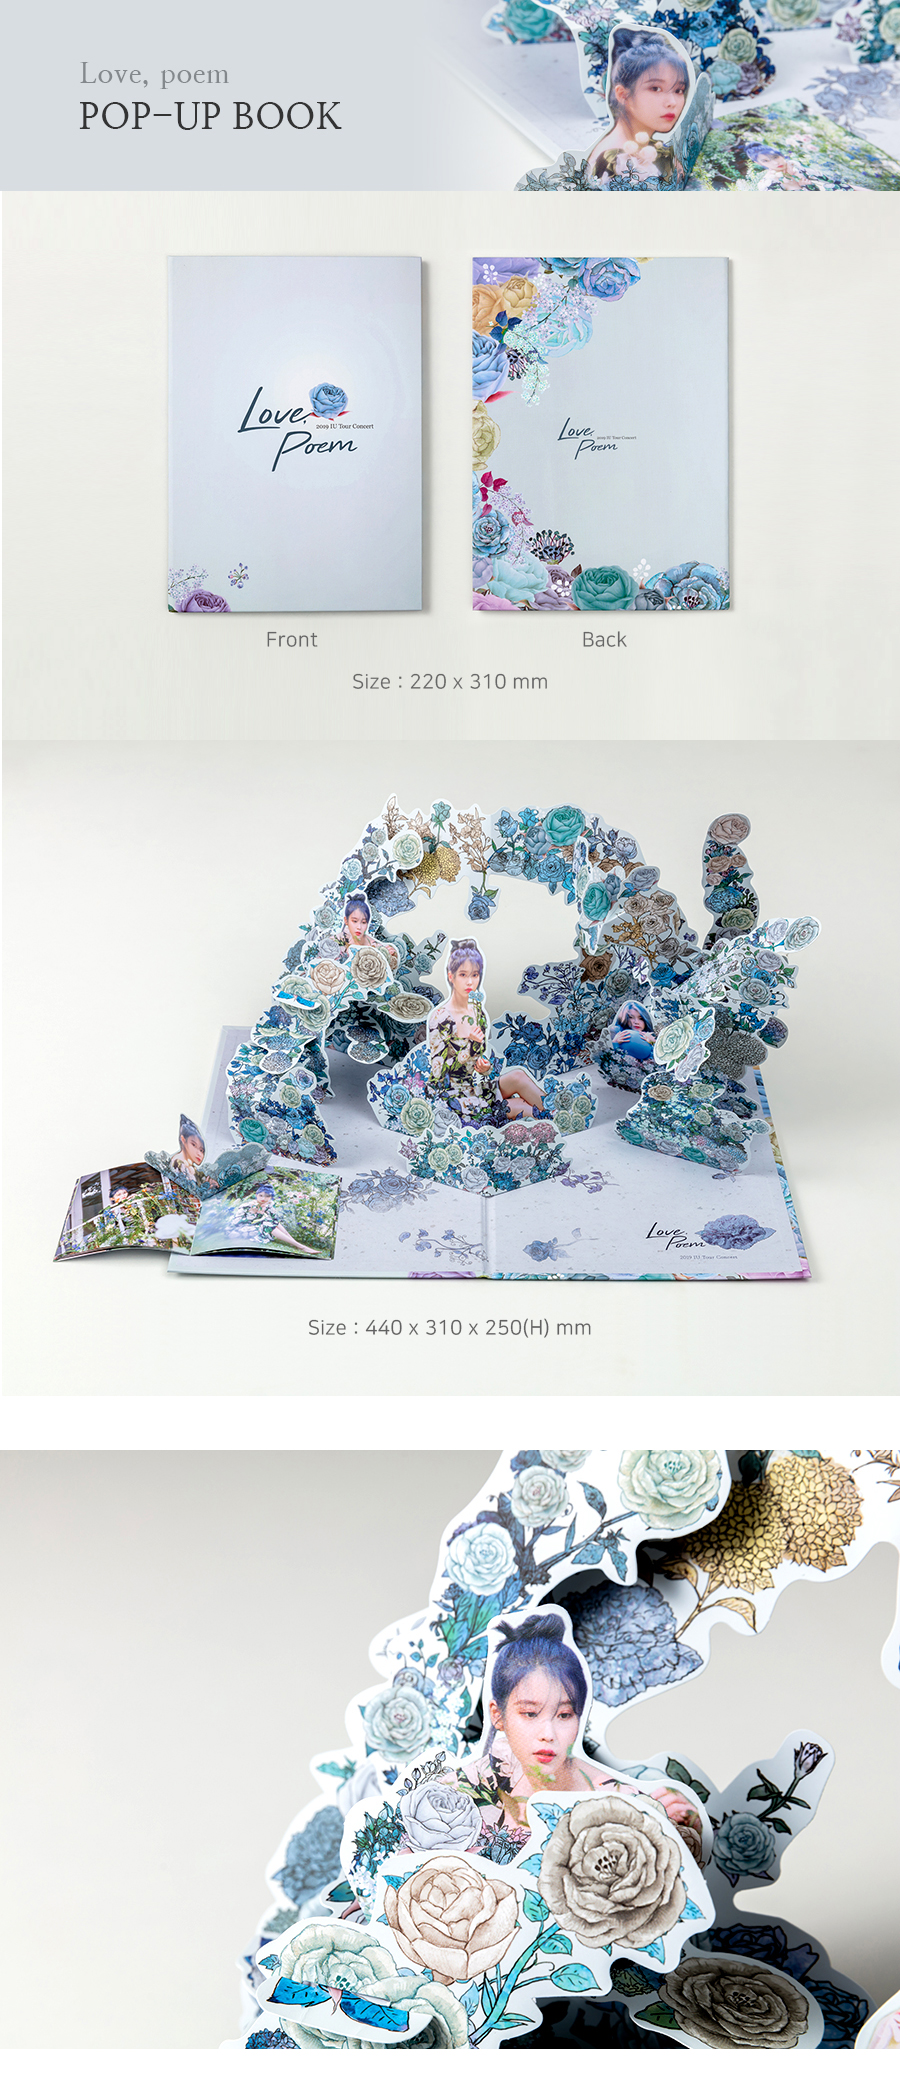 Love, poem
POP-UP BOOK
Love,
2019 IU Tour Concert
Poem
Love,
2019 IU Tour Concert
Poem
Front
Back
Size : 220 x 310 mm
Love,
Poem
2019 IU Tour Concert
Size : 440 x 310 x 250(H) mm